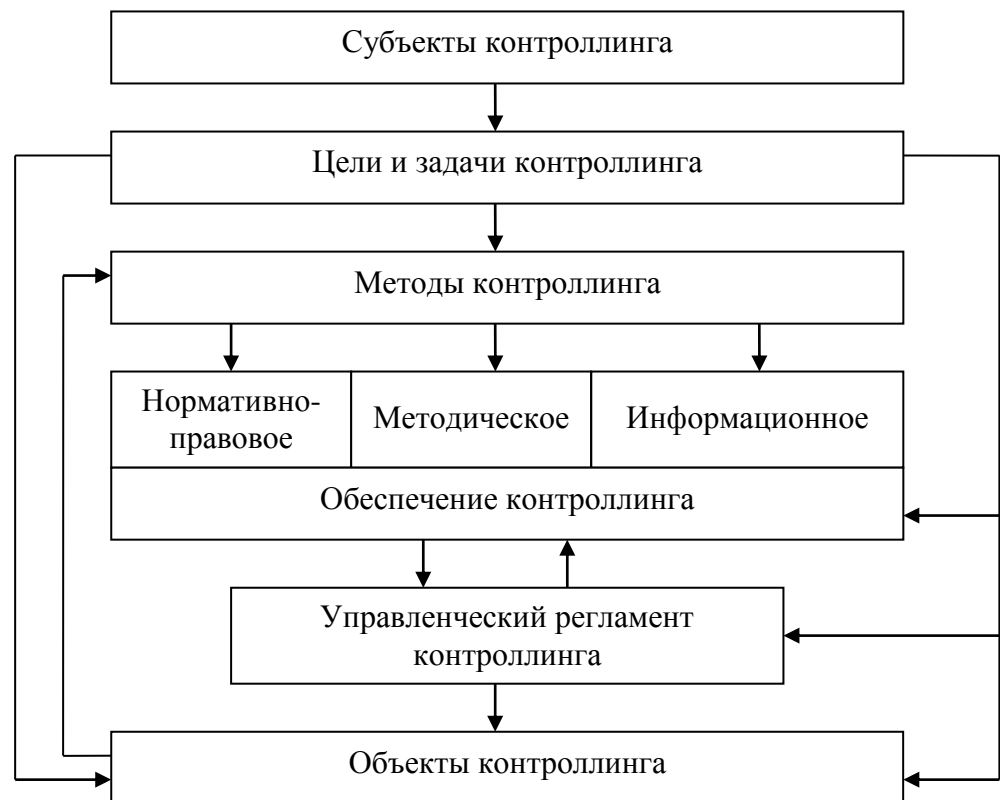 Субъекты контроллинга
Цели и задачи контроллинга
Методы контроллинга
Нормативно-
правовое
Методическое
Информационное
Обеспечение контроллинга
Управленческий регламент
контроллинга
Объекты контроллинга